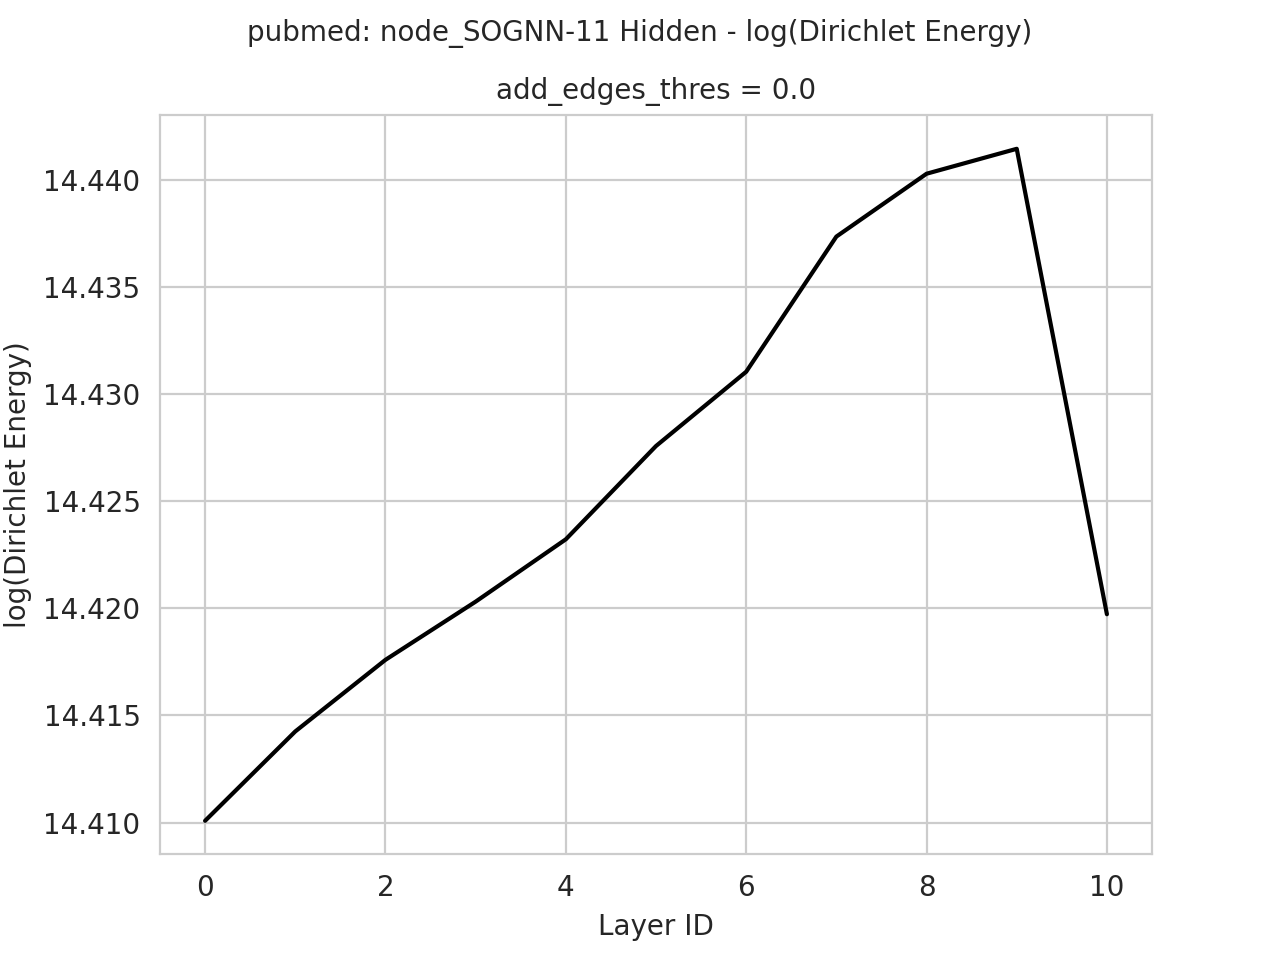 pubmed: node_SOGNN-11 Hidden - log(Dirichlet Energy)
add_edges_thres = 0.0
log(Dirichlet Energy)
14.440
14.435
14.430
14.425
14.420
14.415
14.410
0 2 4 6 8 10
Layer ID